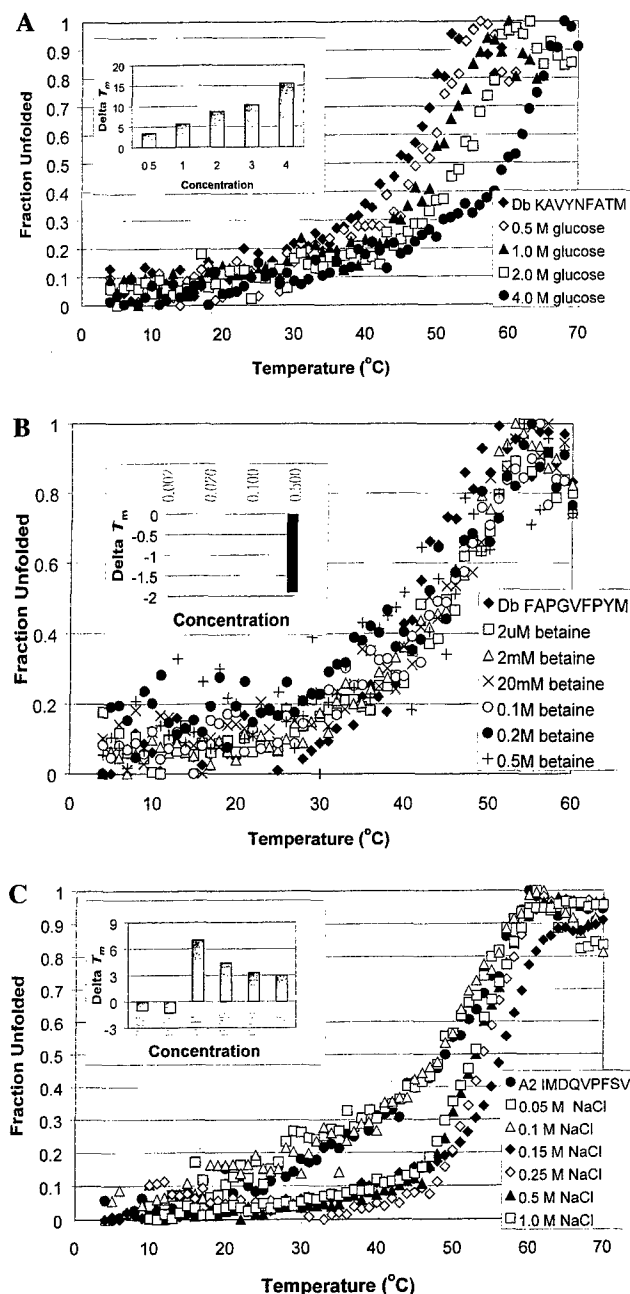 A
1
0.9
0.8
0.7
0.6
0.5
0.4
0.3
0.2
0.1
0
Fraction Unfolded
20
15
10
5
0
Delta Tm
0.5 1 2 3 4
Concentration
Db KAVYNFATM
0.5 M glucose
1.0 M glucose
2.0 M glucose
4.0 M glucose
0 10 20 30 40 50 60 70
Temperature (°C)
B
1
0.8
0.6
0.4
0.2
0
Fraction Unfolded
0.002 0.020 0.100 0.500
0
-0.5
-1
-1.5
-2
Delta Tm
Concentration
Db FAPGVFPYM
2uM betaine
2mM betaine
20mM betaine
0.1M betaine
0.2M betaine
0.5M betaine
0 10 20 30 40 50 60
Temperature (°C)
C
1
0.9
0.8
0.7
0.6
0.5
0.4
0.3
0.2
0.1
0
Fraction Unfolded
9
6
3
0
-3
Delta Tm
Concentration
A2 IMDQVPFSV
0.05 M NaCl
0.1 M NaCl
0.15 M NaCl
0.25 M NaCl
0.5 M NaCl
1.0 M NaCl
0 10 20 30 40 50 60 70
Temperature (°C)